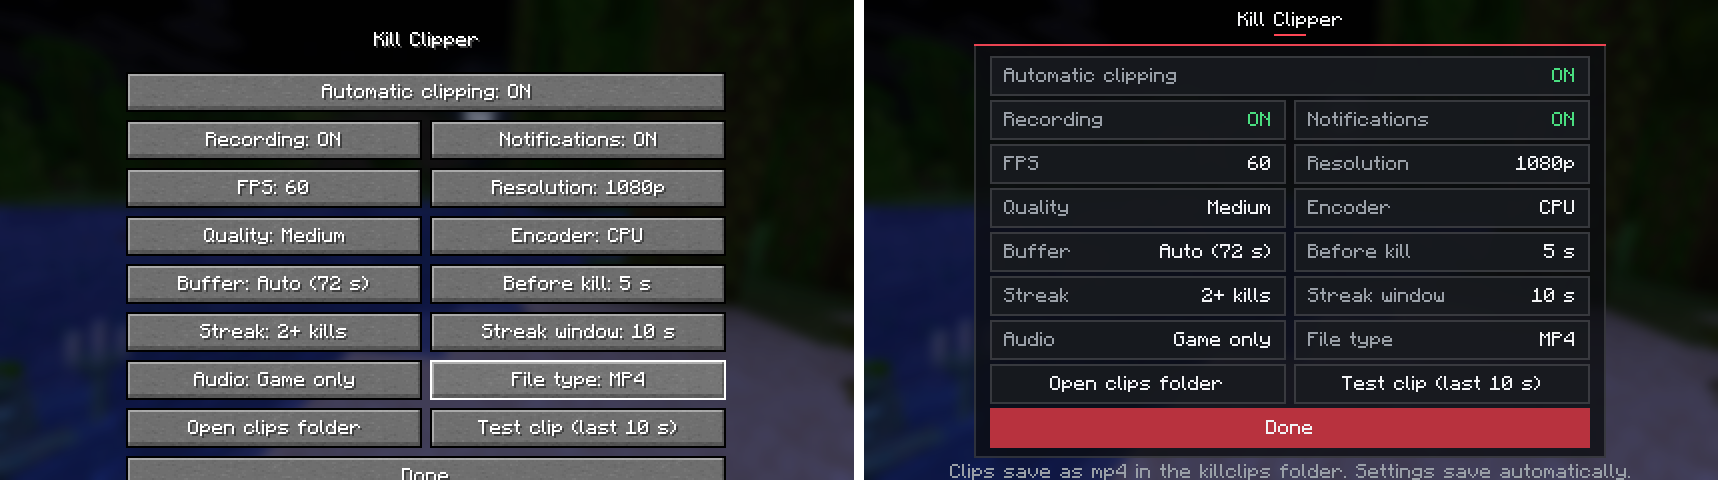 Kill Clipper
Automatic clipping: ON
Recording: ON
Notifications: ON
FPS: 60
Resolution: 1080p
Quality: Medium
Encoder: CPU
Buffer: Auto (72 s)
Before kill: 5 s
Streak: 2+ kills
Streak window: 10 s
Audio: Game only
File type: MP4
Open clips folder
Test clip (last 10 s)
Done
Kill Clipper
Automatic clipping ON
Recording ON
Notifications ON
FPS 60
Resolution 1080p
Quality Medium
Encoder CPU
Buffer Auto (72 s)
Before kill 5 s
Streak 2+ kills
Streak window 10 s
Audio Game only
File type MP4
Open clips folder
Test clip (last 10 s)
Done
Clips save as mp4 in the killclips folder. Settings save automatically.